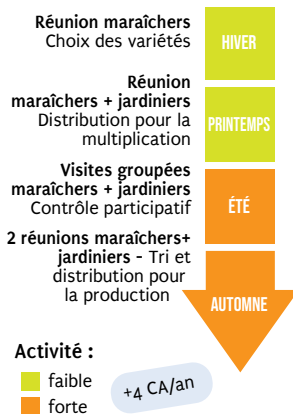 Réunion maraîchers
Choix des variétés
HIVER
Réunion
maraîchers + jardiniers
Distribution pour la
multiplication
PRINTEMPS
Visites groupées
maraîchers + jardiniers
Contrôle participatif
ÉTÉ
2 réunions maraîchers+
jardiniers - Tri et
distribution pour
la production
AUTOMNE
Activité :
faible
forte
+4 CA/an